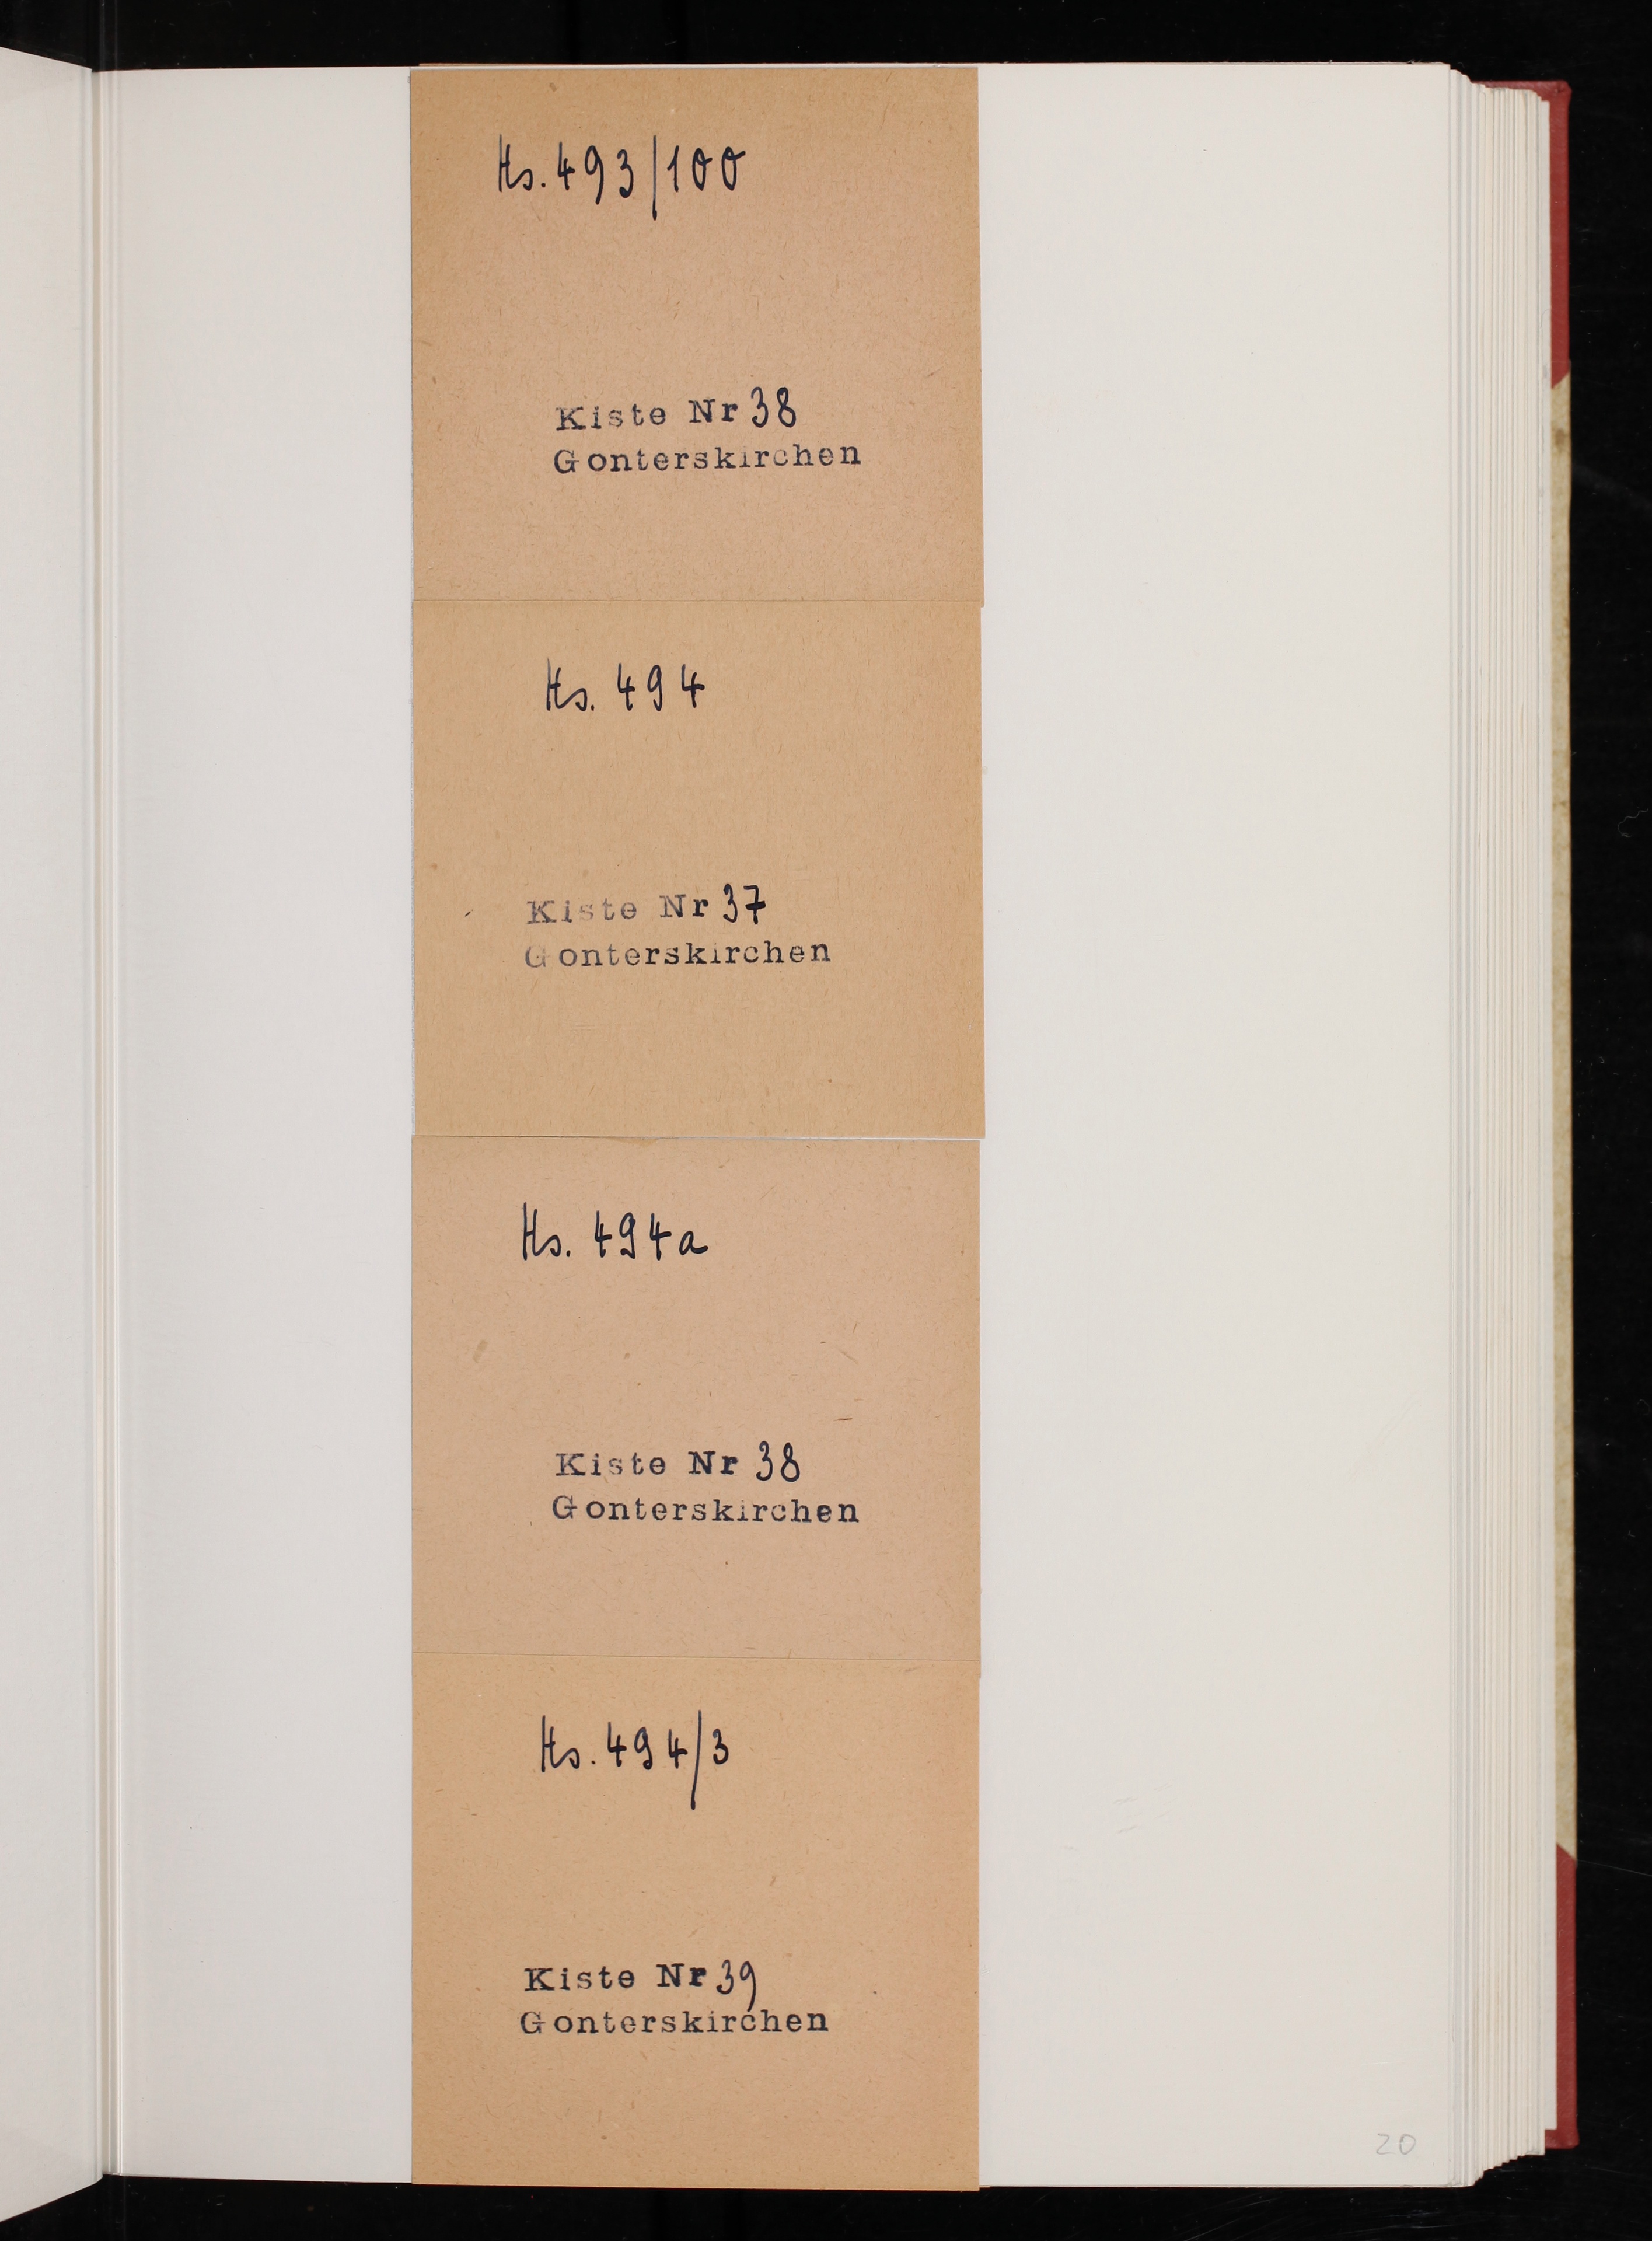 Hs. 493/100
Kiste Nr 38
Gonterskirchen
Hs. 494
Kiste Nr 37
Gonterskirchen
Hs. 494a
Kiste Nr 38
Gonterskirchen
Hs. 494/3
Kiste Nr 39
Gonterskirchen
20